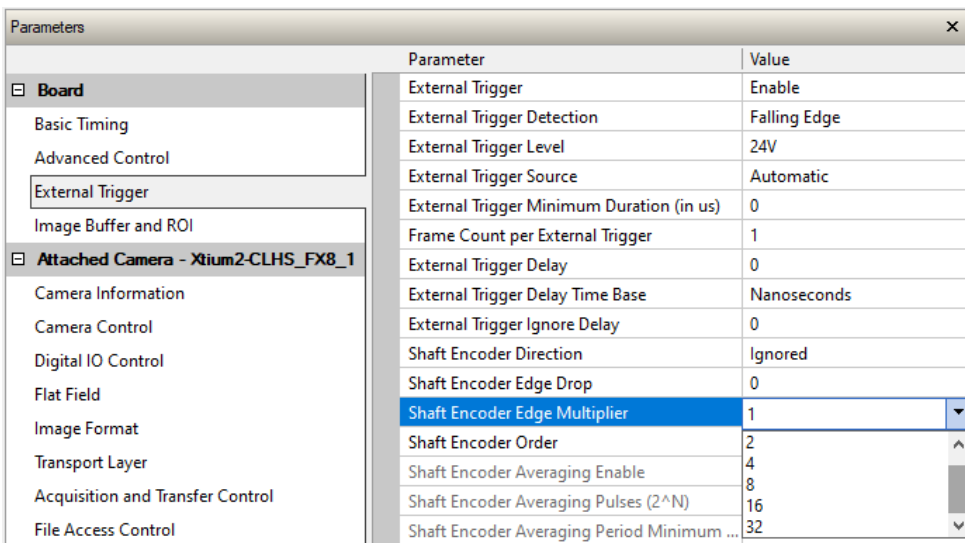 Parameters
Parameter Value
Board
Basic Timing
Advanced Control
External Trigger
Image Buffer and ROI
Attached Camera - Xtium2-CLHS_FX8_1
Camera Information
Camera Control
Digital IO Control
Flat Field
Image Format
Transport Layer
Acquisition and Transfer Control
File Access Control
External Trigger Enable
External Trigger Detection Falling Edge
External Trigger Level 24V
External Trigger Source Automatic
External Trigger Minimum Duration (in us) 0
Frame Count per External Trigger 1
External Trigger Delay 0
External Trigger Delay Time Base Nanoseconds
External Trigger Ignore Delay 0
Shaft Encoder Direction Ignored
Shaft Encoder Edge Drop 0
Shaft Encoder Edge Multiplier 1
Shaft Encoder Order
Shaft Encoder Averaging Enable
Shaft Encoder Averaging Pulses (2^N)
Shaft Encoder Averaging Period Minimum ...
2
4
8
16
32